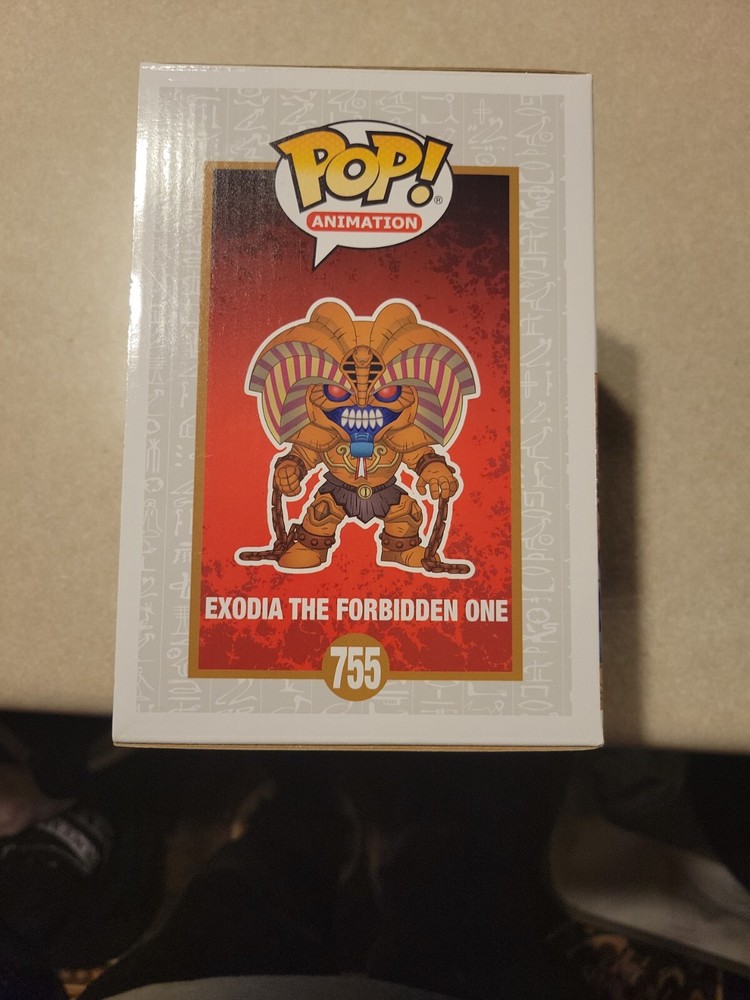 POP!®
ANIMATION
EXODIA THE FORBIDDEN ONE
755